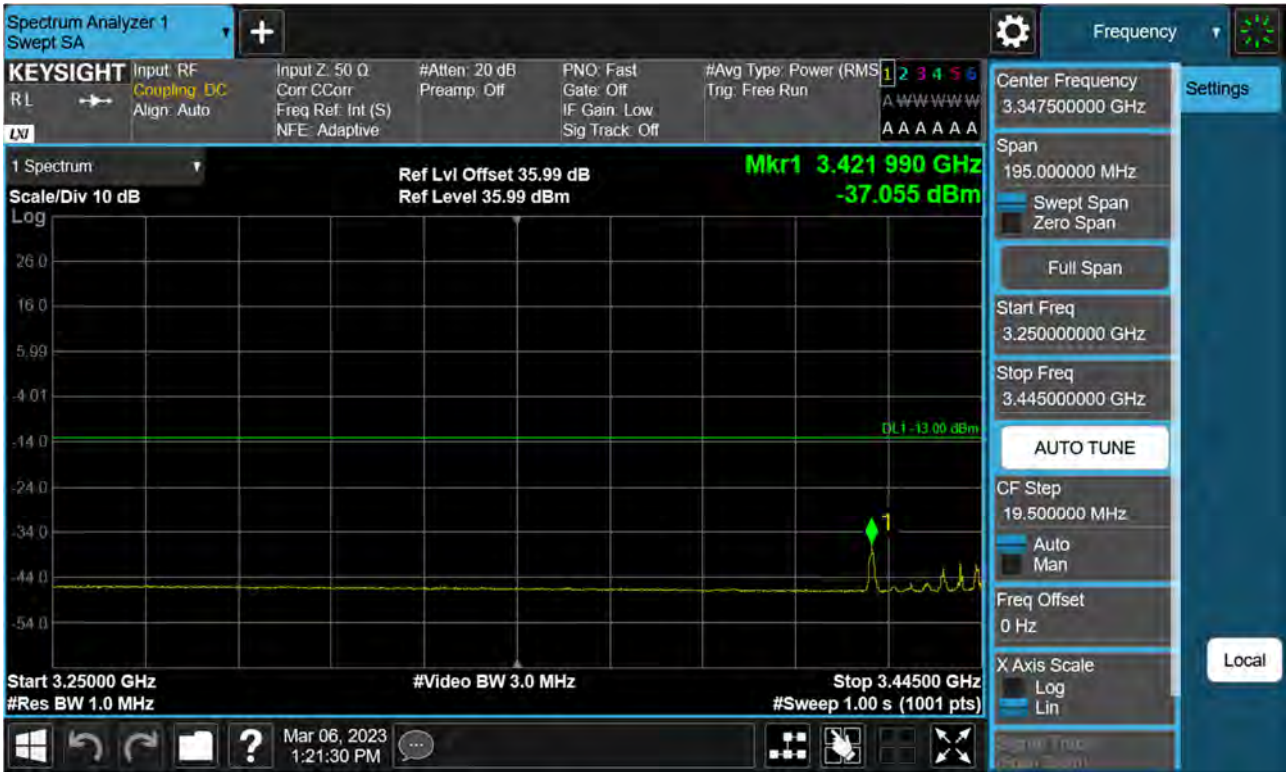 Spectrum Analyzer 1
Swept SA
+
Frequency
KEYSIGHT
RL
LXI
Input: RF
Coupling: DC
Align: Auto
Input Z: 50 Ω
Corr CCorr
Freq Ref: Int (S)
NFE: Adaptive
#Atten: 20 dB
Preamp: Off
PNO: Fast
Gate: Off
IF Gain: Low
Sig Track: Off
#Avg Type: Power (RMS
Trig: Free Run
1 2 3 4 5 6
A W W W W W
A A A A A A
1 Spectrum
Scale/Div 10 dB
Log
Ref Lvl Offset 35.99 dB
Ref Level 35.99 dBm
Mkr1 3.421 990 GHz
-37.055 dBm
26.0
16.0
5.99
-4.01
-14.0
-24.0
-34.0
-44.0
-54.0
DL1 -13.00 dBm
1
Start 3.25000 GHz
#Res BW 1.0 MHz
#Video BW 3.0 MHz
Stop 3.44500 GHz
#Sweep 1.00 s (1001 pts)
Center Frequency
3.347500000 GHz
Span
195.000000 MHz
Swept Span
Zero Span
Full Span
Start Freq
3.250000000 GHz
Stop Freq
3.445000000 GHz
AUTO TUNE
CF Step
19.500000 MHz
Auto
Man
Freq Offset
0 Hz
X Axis Scale
Log
Lin
Settings
Local
?
Mar 06, 2023
1:21:30 PM